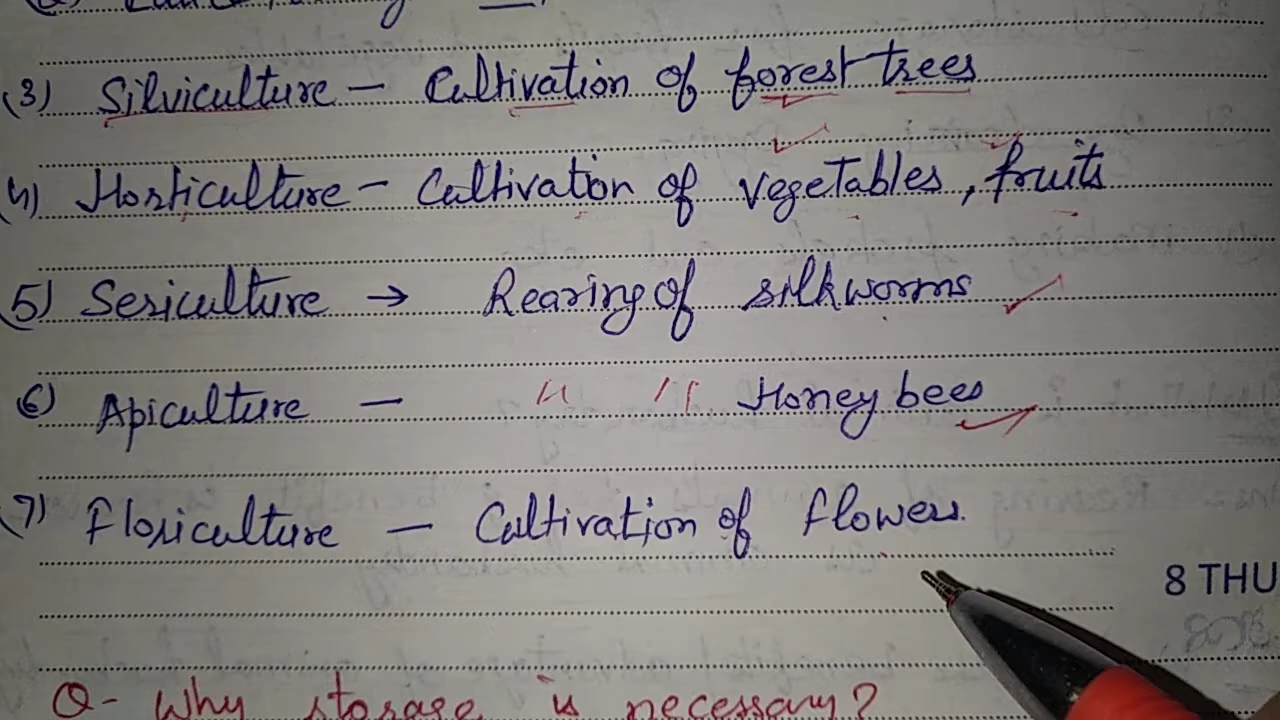 (3) Silviculture – Cultivation of forest trees
(4) Horticulture – Cultivation of vegetables, fruits
(5) Sericulture → Rearing of silkworms ✓
(6) Apiculture – " " Honey bees
(7) Floriculture – Cultivation of flowers.
8 THU
Q- Why storage is necessary?